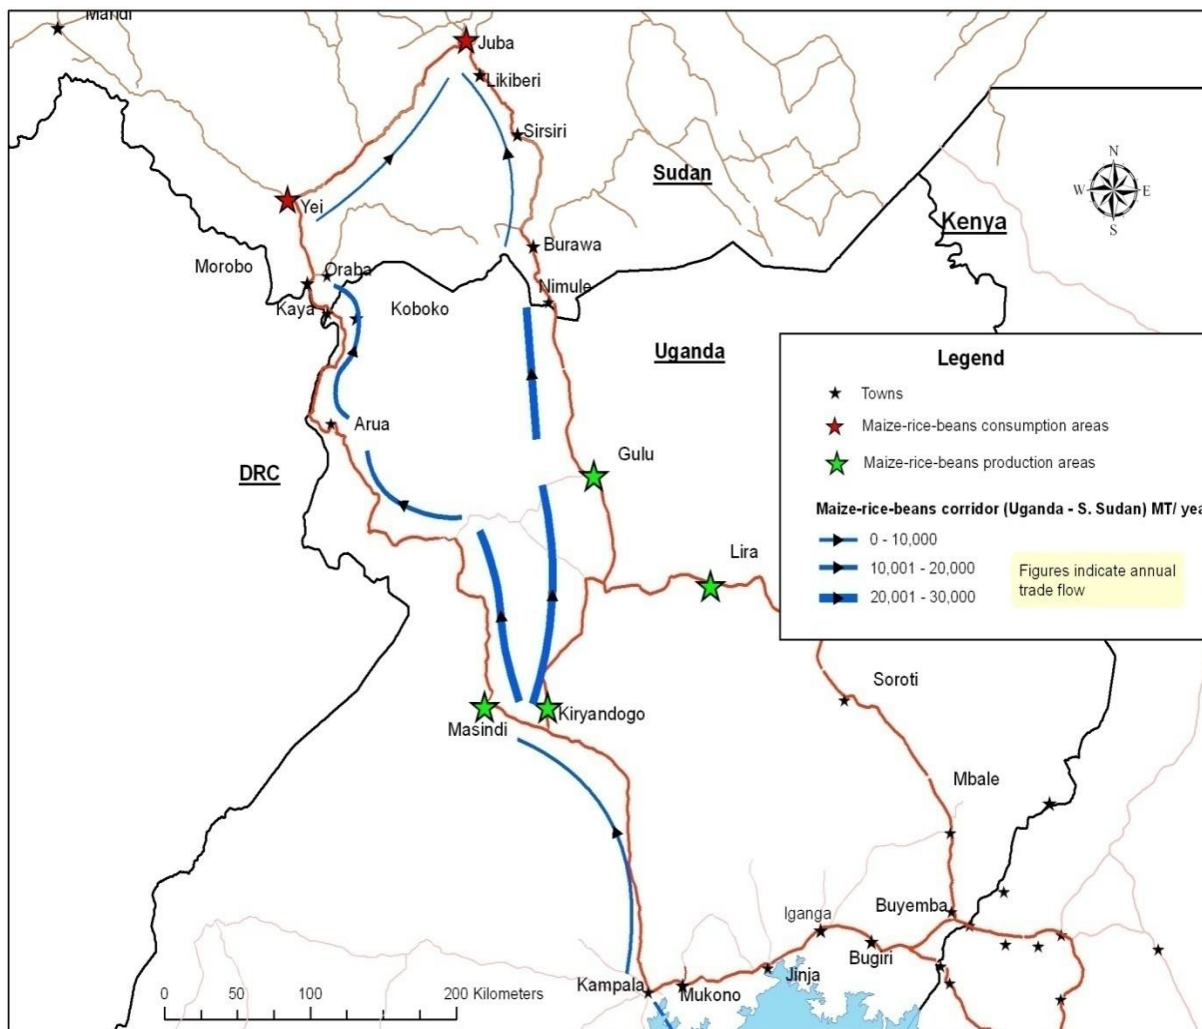 Mandi
Juba
Likiberi
Sirsiri
Sudan
N
W E
S
Yei
Kenya
Burawa
Morobo
Oraba
Nimule
Kaya
Koboko
Uganda
Legend
Towns
Maize-rice-beans consumption areas
Maize-rice-beans production areas
Maize-rice-beans corridor (Uganda - S. Sudan) MT/ yea
0 - 10,000
10,001 - 20,000
20,001 - 30,000
Figures indicate annual
trade flow
Arua
DRC
Gulu
Lira
Soroti
Masindi
Kiryandogo
Mbale
Buyemba
Iganga
Bugiri
Jinja
Kampala
Mukono
0 50 100 200 Kilometers